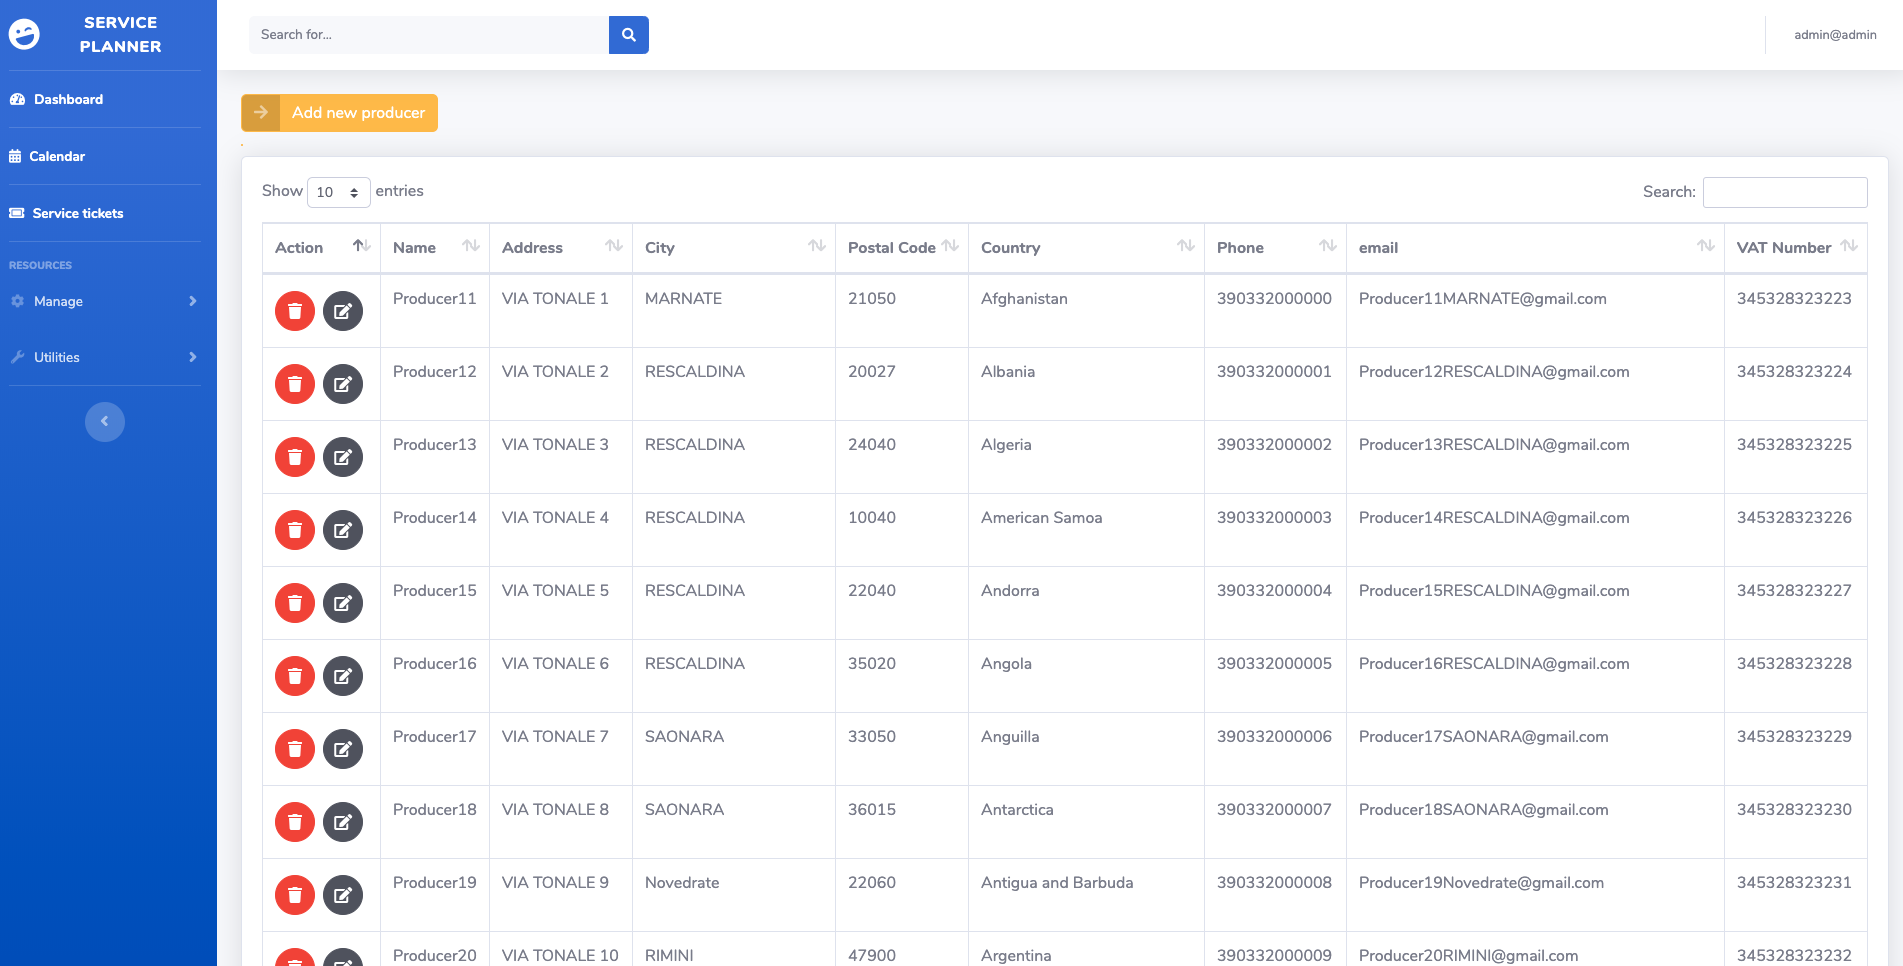 SERVICE
PLANNER
Search for...
admin@admin
Dashboard
Calendar
Service tickets
RESOURCES
Manage
Utilities
Add new producer
Show 10 entries
Search:
Action Name Address City Postal Code Country Phone email VAT Number
Producer11 VIA TONALE 1 MARNATE 21050 Afghanistan 390332000000 Producer11MARNATE@gmail.com 345328323223
Producer12 VIA TONALE 2 RESCALDINA 20027 Albania 390332000001 Producer12RESCALDINA@gmail.com 345328323224
Producer13 VIA TONALE 3 RESCALDINA 24040 Algeria 390332000002 Producer13RESCALDINA@gmail.com 345328323225
Producer14 VIA TONALE 4 RESCALDINA 10040 American Samoa 390332000003 Producer14RESCALDINA@gmail.com 345328323226
Producer15 VIA TONALE 5 RESCALDINA 22040 Andorra 390332000004 Producer15RESCALDINA@gmail.com 345328323227
Producer16 VIA TONALE 6 RESCALDINA 35020 Angola 390332000005 Producer16RESCALDINA@gmail.com 345328323228
Producer17 VIA TONALE 7 SAONARA 33050 Anguilla 390332000006 Producer17SAONARA@gmail.com 345328323229
Producer18 VIA TONALE 8 SAONARA 36015 Antarctica 390332000007 Producer18SAONARA@gmail.com 345328323230
Producer19 VIA TONALE 9 Novedrate 22060 Antigua and Barbuda 390332000008 Producer19Novedrate@gmail.com 345328323231
Producer20 VIA TONALE 10 RIMINI 47900 Argentina 390332000009 Producer20RIMINI@gmail.com 345328323232